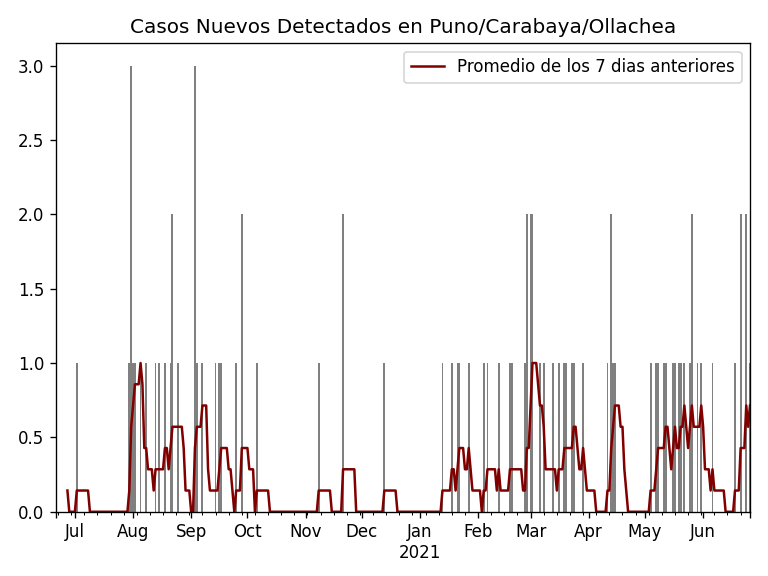 Casos Nuevos Detectados en Puno/Carabaya/Ollachea
Promedio de los 7 dias anteriores
3.0
2.5
2.0
1.5
1.0
0.5
0.0
Jul Aug Sep Oct Nov Dec Jan Feb Mar Apr May Jun
2021